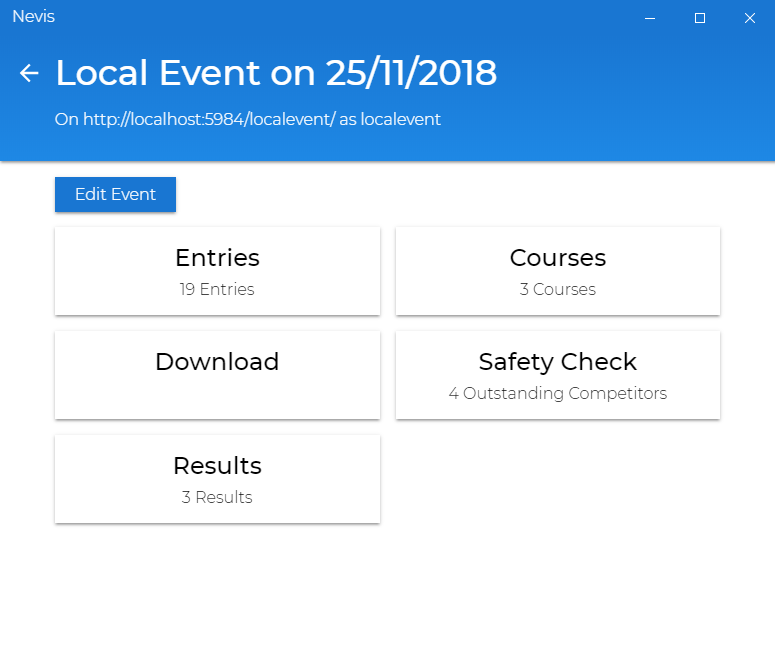 Nevis
Local Event on 25/11/2018
On http://localhost:5984/localevent/ as localevent
Edit Event
Entries
19 Entries
Courses
3 Courses
Download
Safety Check
4 Outstanding Competitors
Results
3 Results